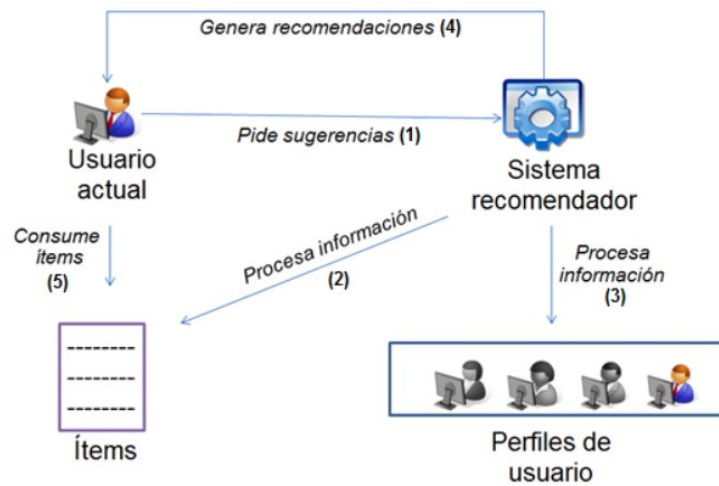 Genera recomendaciones (4)
Pide sugerencias (1)
Usuario
actual
Sistema
recomendador
Consume
ítems
(5)
Procesa información
(2)
Procesa
información
(3)
--------
--------
--------
Ítems
Perfiles de
usuario